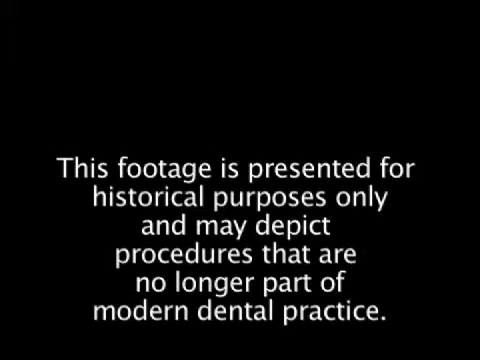 This footage is presented for
historical purposes only
and may depict
procedures that are
no longer part of
modern dental practice.